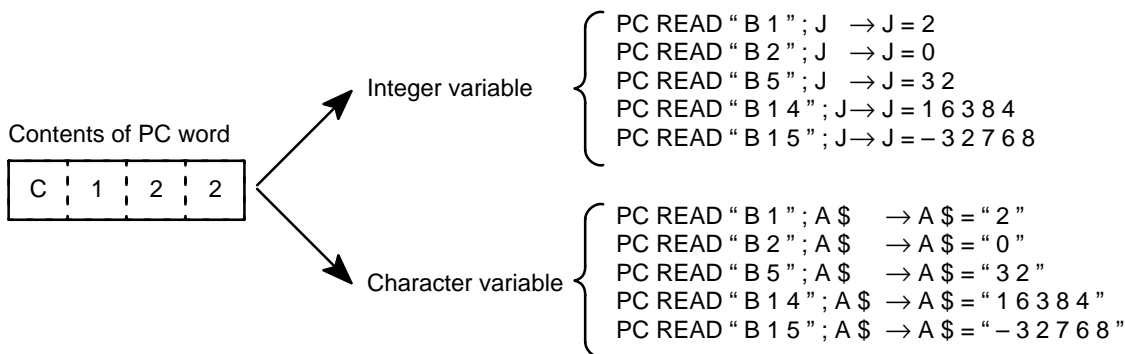 PC READ “ B 1 ” ; J → J = 2
PC READ “ B 2 ” ; J → J = 0
PC READ “ B 5 ” ; J → J = 3 2
PC READ “ B 1 4 ” ; J → J = 1 6 3 8 4
PC READ “ B 1 5 ” ; J → J = – 3 2 7 6 8
Integer variable
Contents of PC word
C 1 2 2
Character variable
PC READ “ B 1 ” ; A $ → A $ = “ 2 ”
PC READ “ B 2 ” ; A $ → A $ = “ 0 ”
PC READ “ B 5 ” ; A $ → A $ = “ 3 2 ”
PC READ “ B 1 4 ” ; A $ → A $ = “ 1 6 3 8 4 ”
PC READ “ B 1 5 ” ; A $ → A $ = “ – 3 2 7 6 8 ”